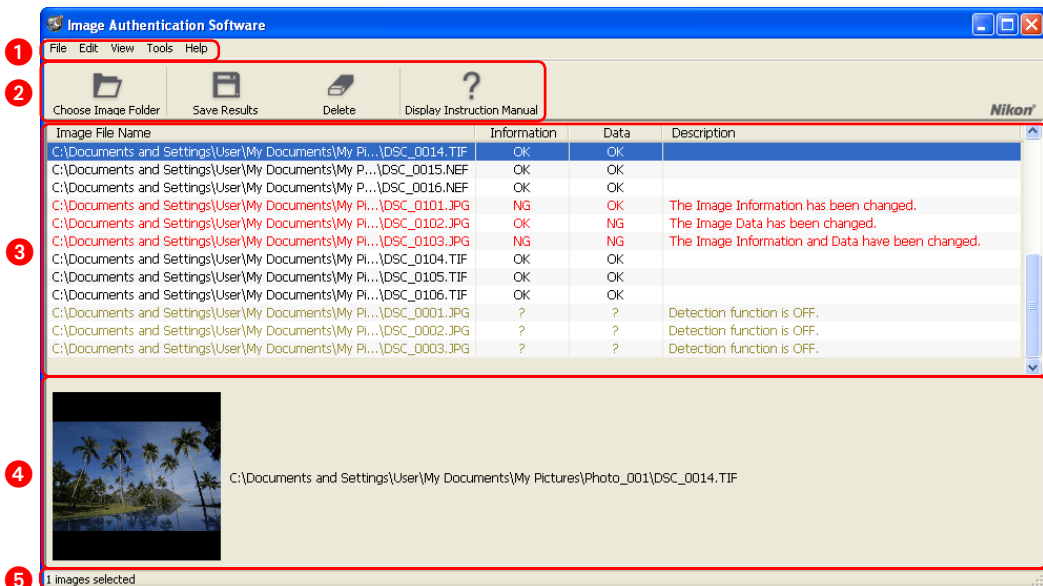 Image Authentication Software
1
File Edit View Tools Help
2
Choose Image Folder Save Results Delete Display Instruction Manual
Nikon
Image File Name Information Data Description
C:\Documents and Settings\User\My Documents\My Pi...\DSC_0014.TIF OK OK
C:\Documents and Settings\User\My Documents\My P...\DSC_0015.NEF OK OK
C:\Documents and Settings\User\My Documents\My P...\DSC_0016.NEF OK OK
C:\Documents and Settings\User\My Documents\My Pi...\DSC_0101.JPG NG OK The Image Information has been changed.
C:\Documents and Settings\User\My Documents\My Pi...\DSC_0102.JPG OK NG The Image Data has been changed.
3
C:\Documents and Settings\User\My Documents\My Pi...\DSC_0103.JPG NG NG The Image Information and Data have been changed.
C:\Documents and Settings\User\My Documents\My Pi...\DSC_0104.TIF OK OK
C:\Documents and Settings\User\My Documents\My Pi...\DSC_0105.TIF OK OK
C:\Documents and Settings\User\My Documents\My Pi...\DSC_0106.TIF OK OK
C:\Documents and Settings\User\My Documents\My Pi...\DSC_0001.JPG ? ? Detection function is OFF.
C:\Documents and Settings\User\My Documents\My Pi...\DSC_0002.JPG ? ? Detection function is OFF.
C:\Documents and Settings\User\My Documents\My Pi...\DSC_0003.JPG ? ? Detection function is OFF.
4
C:\Documents and Settings\User\My Documents\My Pictures\Photo_001\DSC_0014.TIF
5
1 images selected